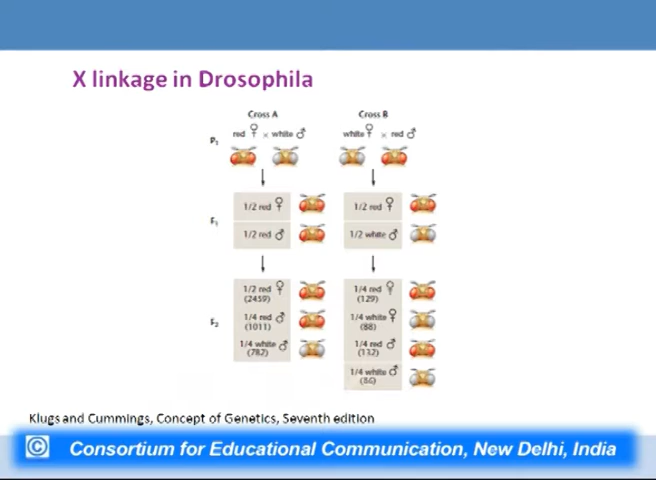 X linkage in Drosophila
Cross A Cross B
P₁ red ♀ x white ♂ white ♀ x red ♂
F₁ 1/2 red ♀ 1/2 red ♀
1/2 red ♂ 1/2 white ♂
F₂ 1/2 red ♀ 1/4 red ♀
(2459) (129)
1/4 red ♂ 1/4 white ♀
(1011) (88)
1/4 white ♂ 1/4 red ♂
(782) (132)
1/4 white ♂
(86)
Klugs and Cummings, Concept of Genetics, Seventh edition
© Consortium for Educational Communication, New Delhi, India